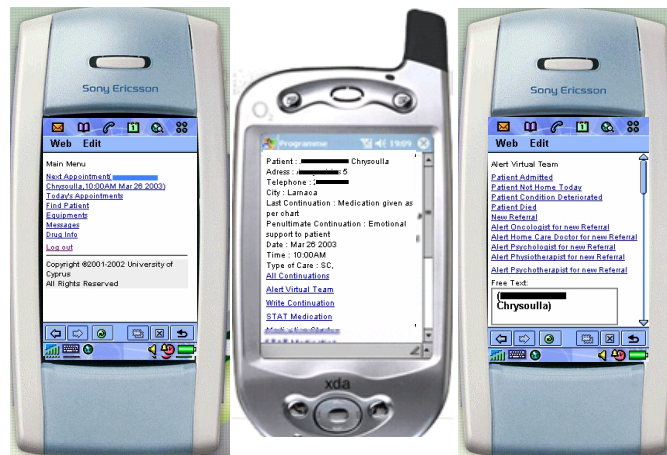 Sony Ericsson
Web Edit
Main Menu
Next Appointment(
Chrysoulla,10:00AM Mar 26 2003)
Today's Appointments
Find Patient
Equipments
Messages
Drug Info
Log out
Copyright ©2001-2002 University of
Cyprus
All Rights Reserved
O2
Programme 19:09
Patient : Chrysoulla
Adress : 5
Telephone :
City : Larnaca
Last Continuation : Medication given as
per chart
Penultimate Continuation : Emotional
support to patient
Date : Mar 26 2003
Time : 10:00AM
Type of Care : SC,
All Continuations
Alert Virtual Team
Write Continuation
STAT Medication
xda
Sony Ericsson
Web Edit
Alert Virtual Team
Patient Admitted
Patient Not Home Today
Patient Condition Deteriorated
Patient Died
New Referral
Alert Oncologist for new Referral
Alert Home Care Doctor for new Referral
Alert Psychologist for new Referral
Alert Physiotherapist for new Referral
Alert Psychotherapist for new Referral
Free Text:
(
Chrysoulla)